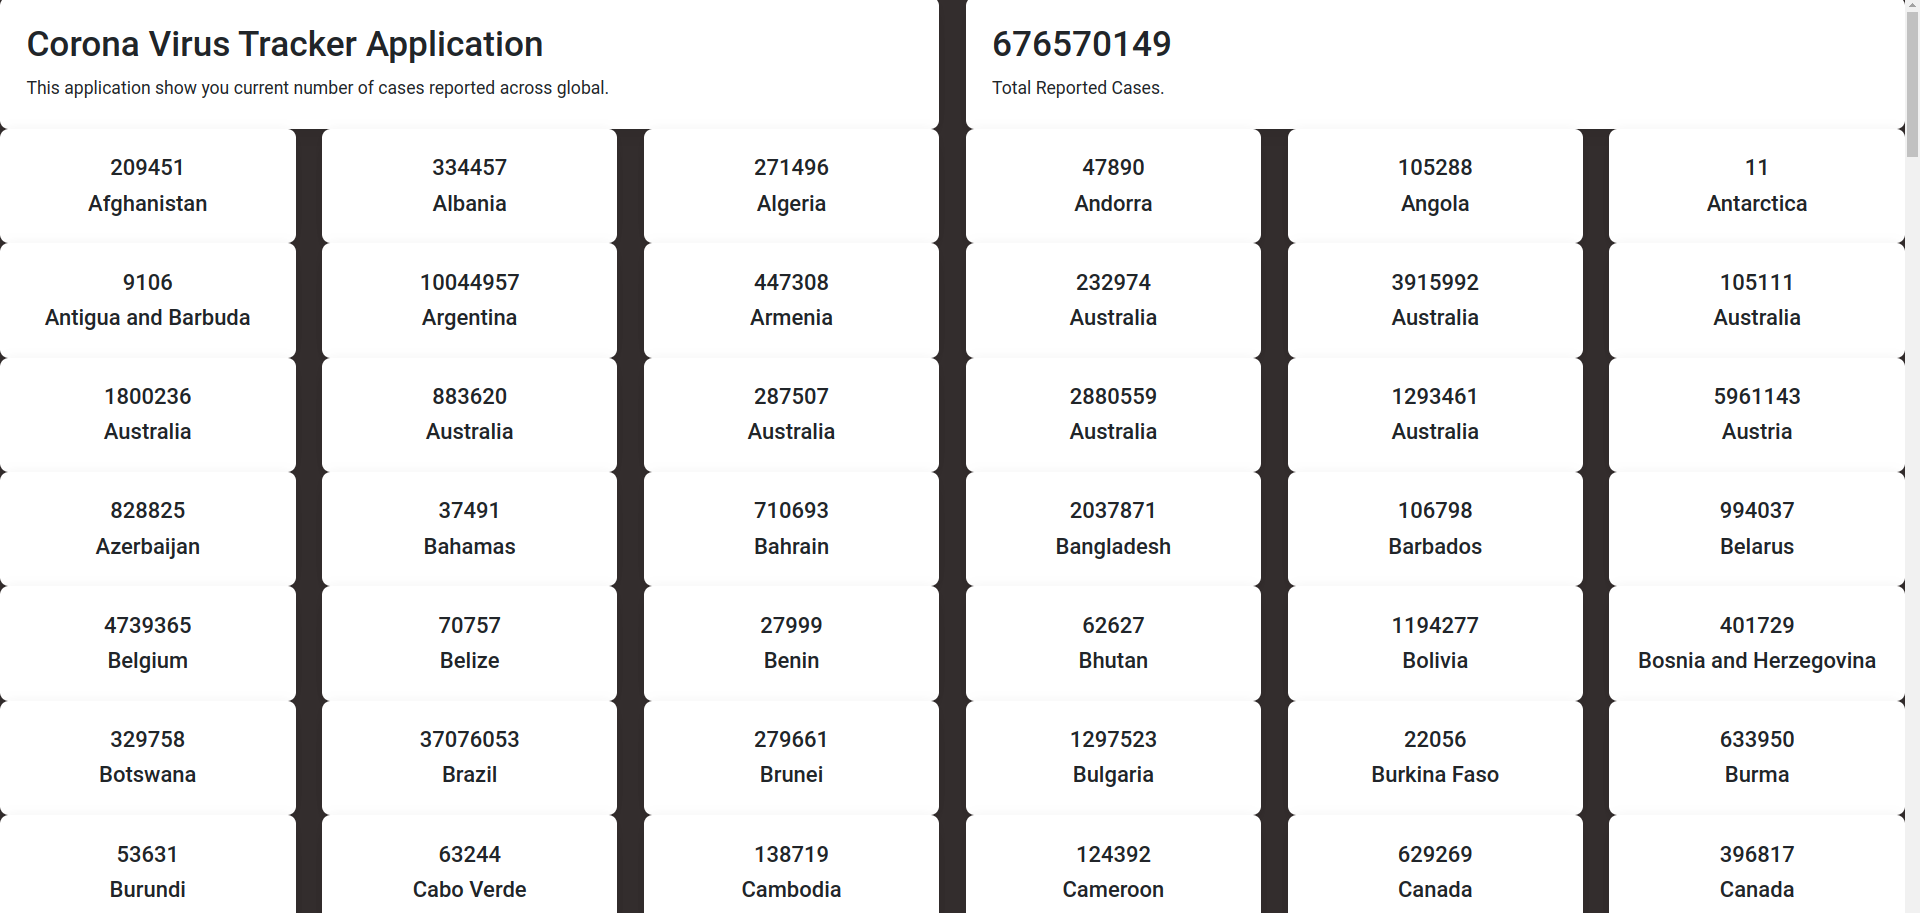 Corona Virus Tracker Application
This application show you current number of cases reported across global.
676570149
Total Reported Cases.
209451
Afghanistan
334457
Albania
271496
Algeria
47890
Andorra
105288
Angola
11
Antarctica
9106
Antigua and Barbuda
10044957
Argentina
447308
Armenia
232974
Australia
3915992
Australia
105111
Australia
1800236
Australia
883620
Australia
287507
Australia
2880559
Australia
1293461
Australia
5961143
Austria
828825
Azerbaijan
37491
Bahamas
710693
Bahrain
2037871
Bangladesh
106798
Barbados
994037
Belarus
4739365
Belgium
70757
Belize
27999
Benin
62627
Bhutan
1194277
Bolivia
401729
Bosnia and Herzegovina
329758
Botswana
37076053
Brazil
279661
Brunei
1297523
Bulgaria
22056
Burkina Faso
633950
Burma
53631
Burundi
63244
Cabo Verde
138719
Cambodia
124392
Cameroon
629269
Canada
396817
Canada